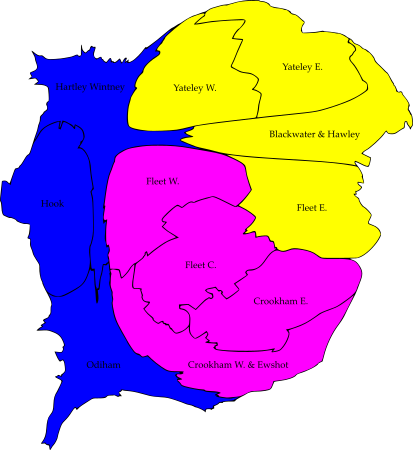 Yateley E.
Hartley Wintney
Yateley W.
Blackwater & Hawley
Fleet W.
Hook
Fleet E.
Fleet C.
Crookham E.
Odiham
Crookham W. & Ewshot